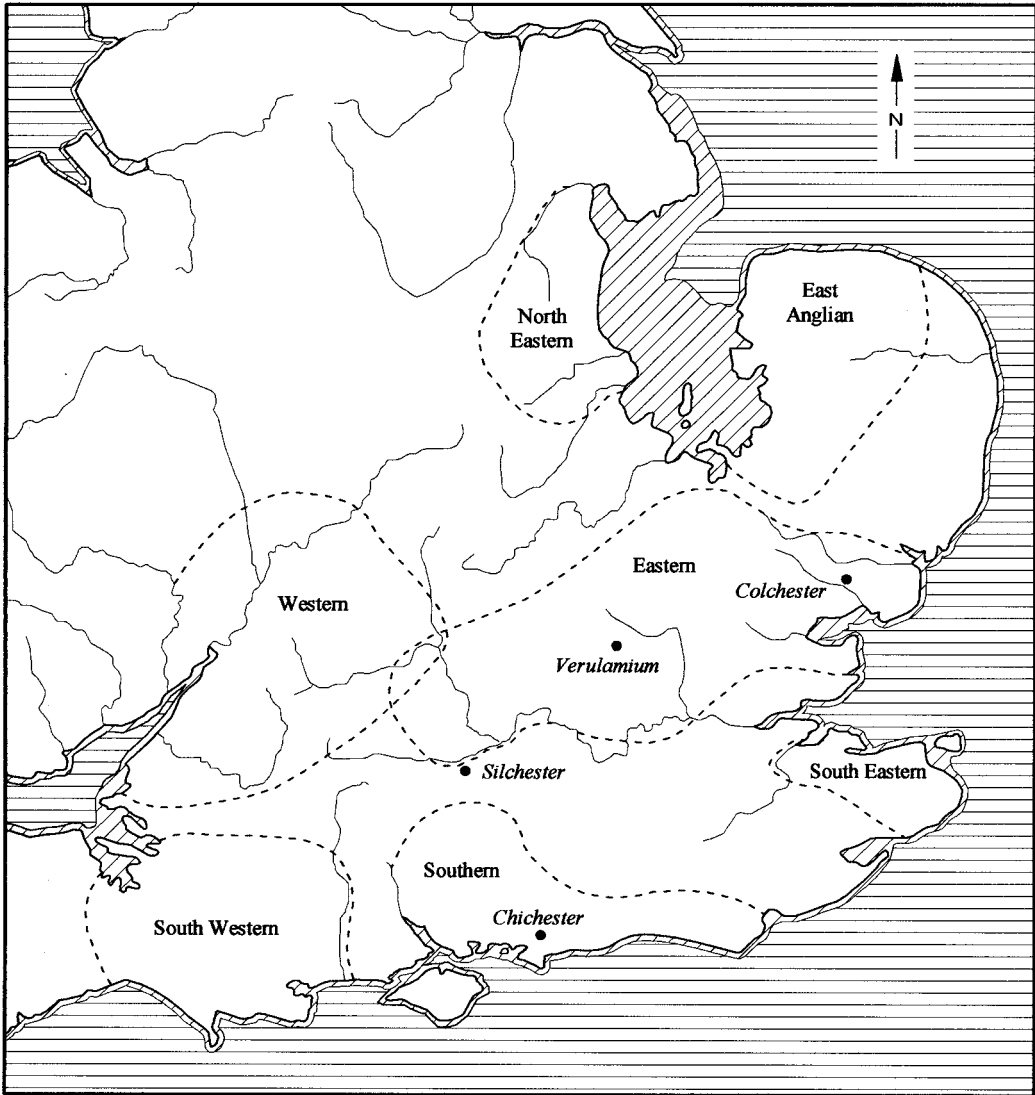 N
East
Anglian
North
Eastern
Eastern
Colchester
Western
Verulamium
Silchester
South Eastern
Southern
Chichester
South Western